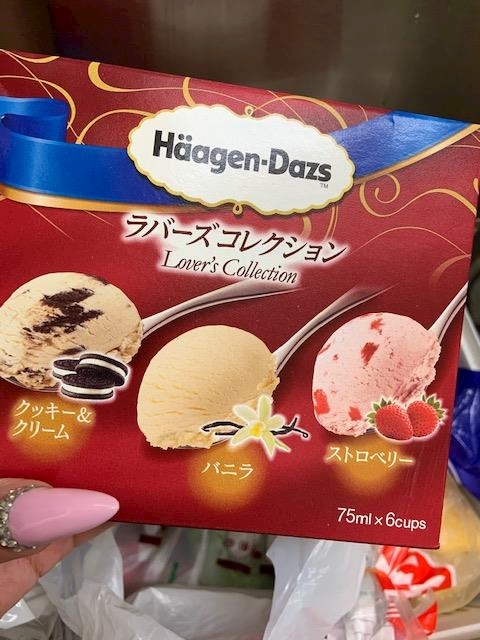 Häagen-Dazs
TM
ラバーズコレクション
Lover's Collection
クッキー&
クリーム
バニラ
ストロベリー
75ml×6cups